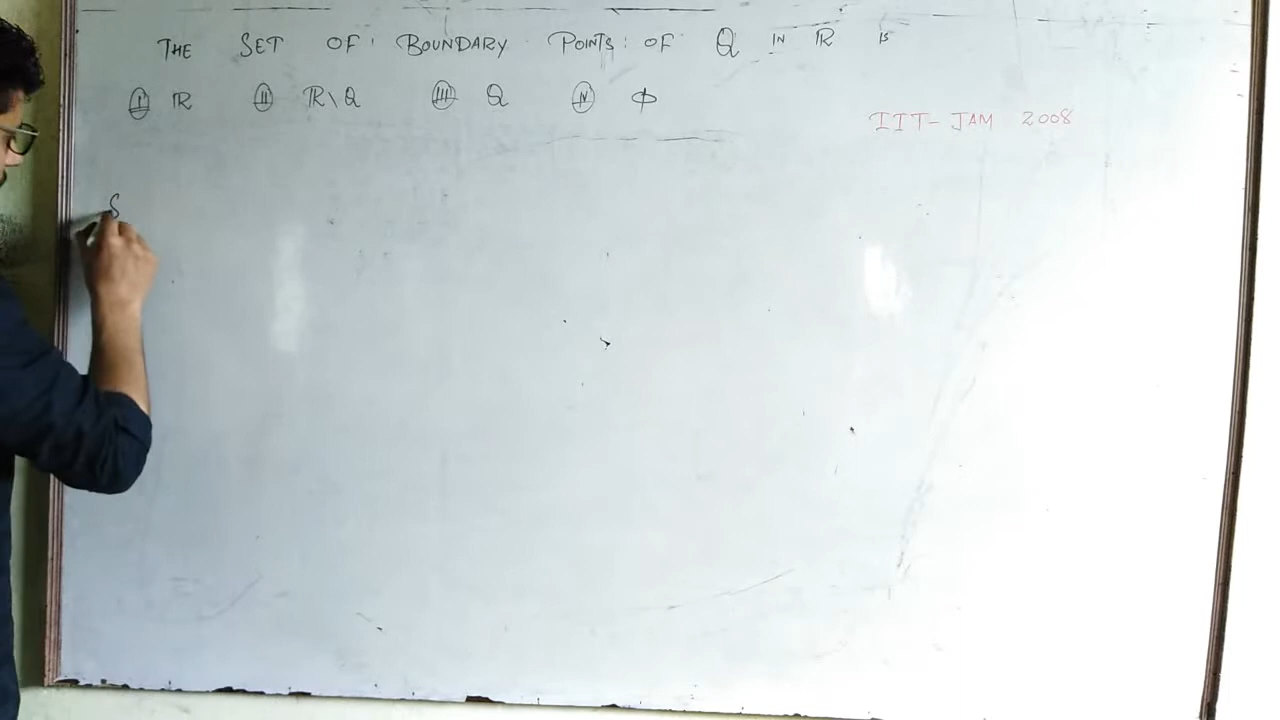 THE SET OF BOUNDARY POINTS OF Q IN R IS
I R II R\Q III Q IV ϕ
IIT-JAM 2008
S